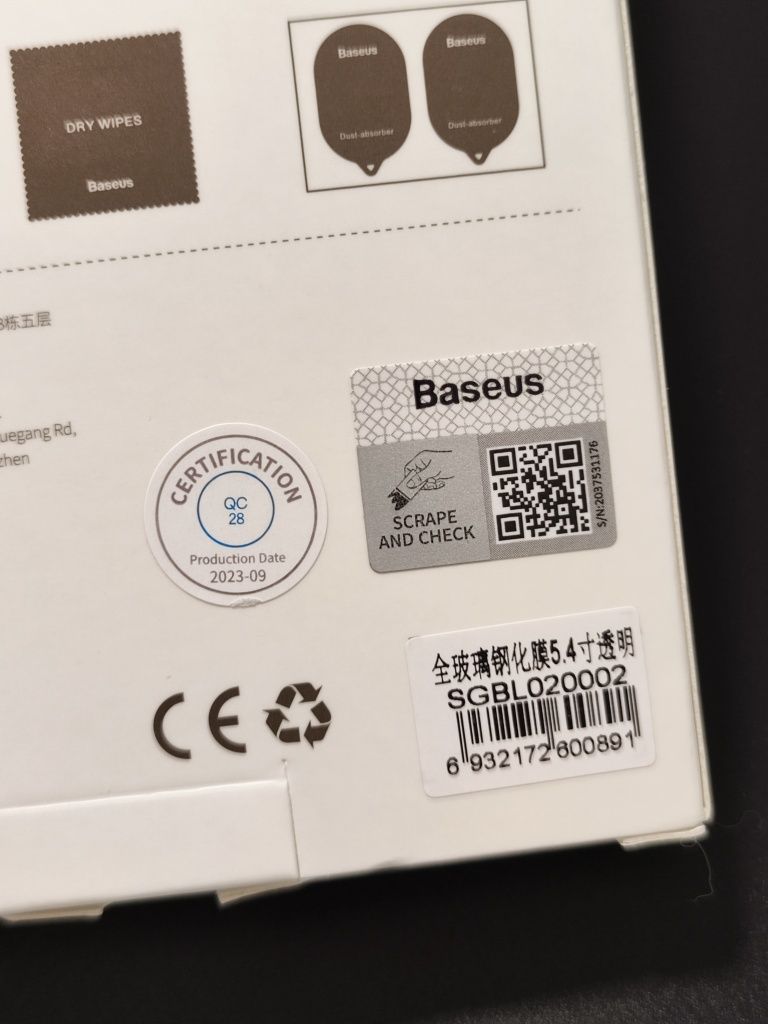 DRY WIPES
Baseus
Baseus
Dust-absorber
Baseus
Dust-absorber
栋五层
uegang Rd,
zhen
CERTIFICATION
QC
28
Production Date
2023-09
Baseus
SCRAPE
AND CHECK
S/N:2037531176
CE
全玻璃钢化膜5.4寸透明
SGBL020002
6 932172 600891